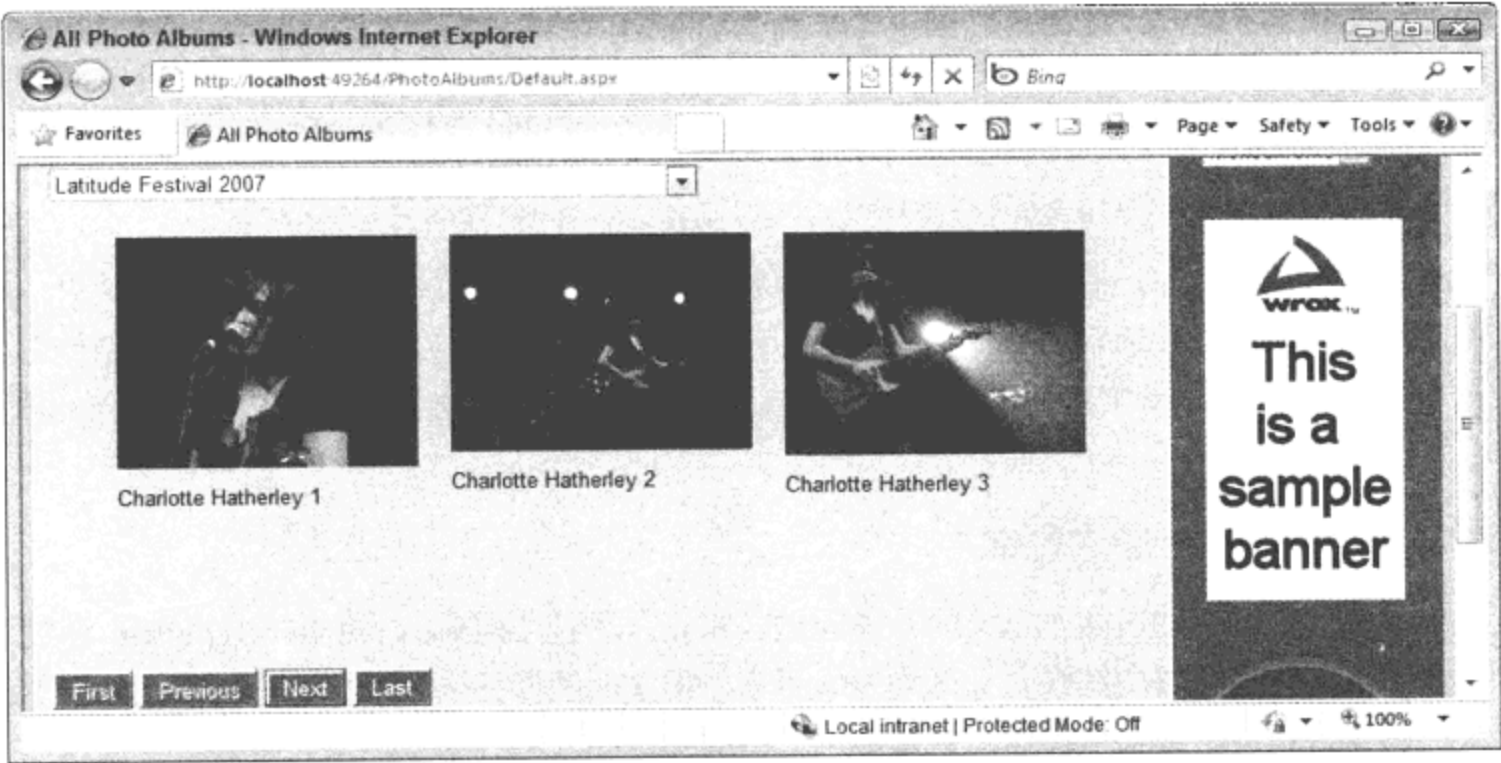 All Photo Albums - Windows Internet Explorer
http://localhost:49264/PhotoAlbums/Default.aspx
Bing
Favorites
All Photo Albums
Page
Safety
Tools
Latitude Festival 2007
Charlotte Hatherley 1
Charlotte Hatherley 2
Charlotte Hatherley 3
wrox™
This
is a
sample
banner
First
Previous
Next
Last
Local intranet | Protected Mode: Off
100%